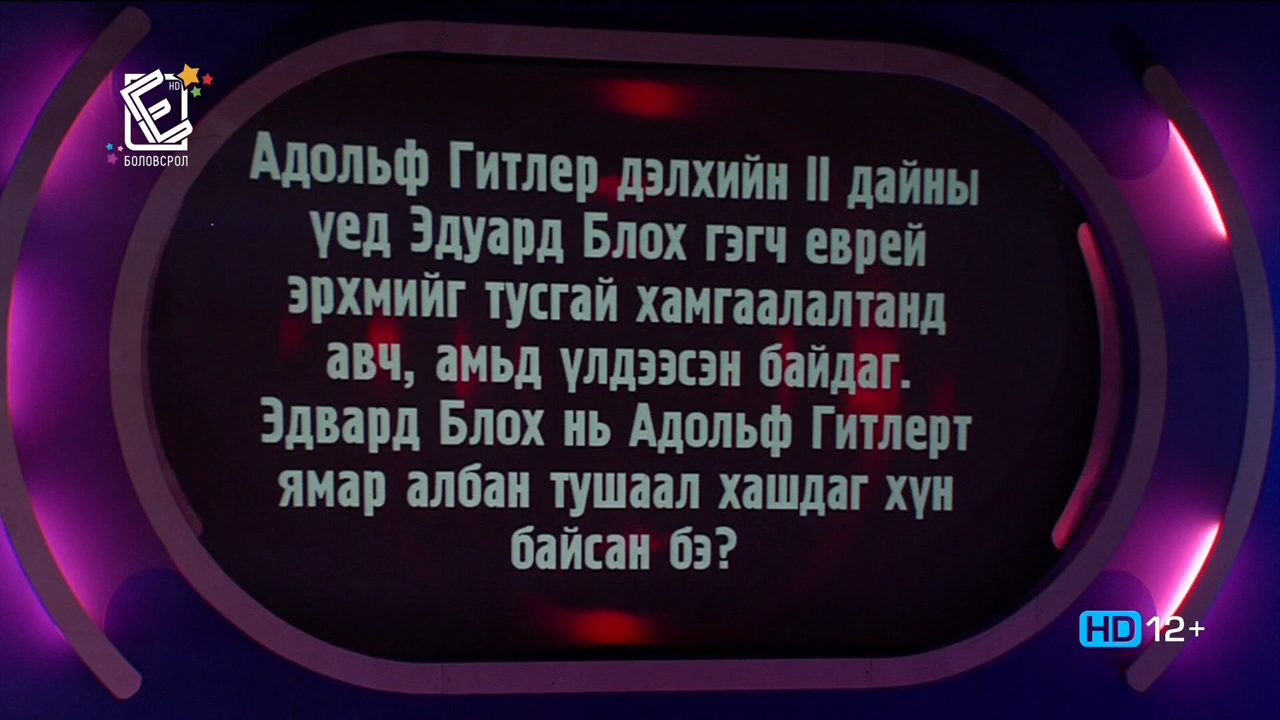 HD
БОЛОВСРОЛ
Адольф Гитлер дэлхийн II дайны
үед Эдуард Блох гэгч еврей
эрхмийг тусгай хамгаалалтанд
авч, амьд үлдээсэн байдаг.
Эдвард Блох нь Адольф Гитлерт
ямар албан тушаал хашдаг хүн
байсан бэ?
HD 12+